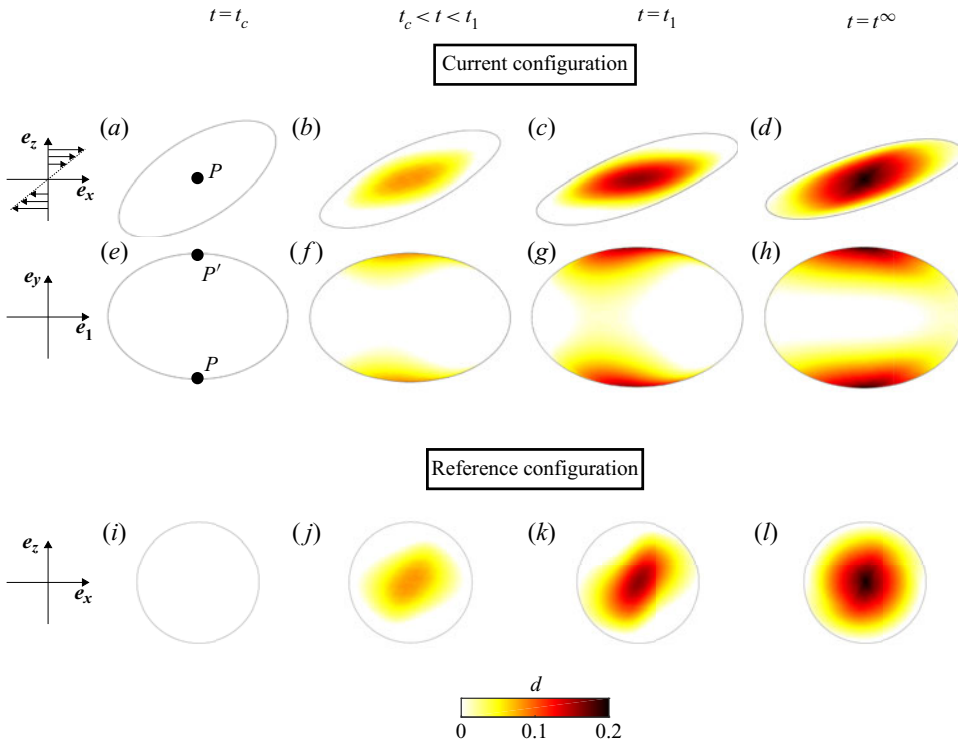 t = t_c t_c < t < t_1 t = t_1 t = t^∞
Current configuration
e_z (a) (b) (c) (d)
P
e_x
(e) (f) (g) (h)
e_y P′
e_1
P
Reference configuration
(i) (j) (k) (l)
e_z
e_x
d
0 0.1 0.2